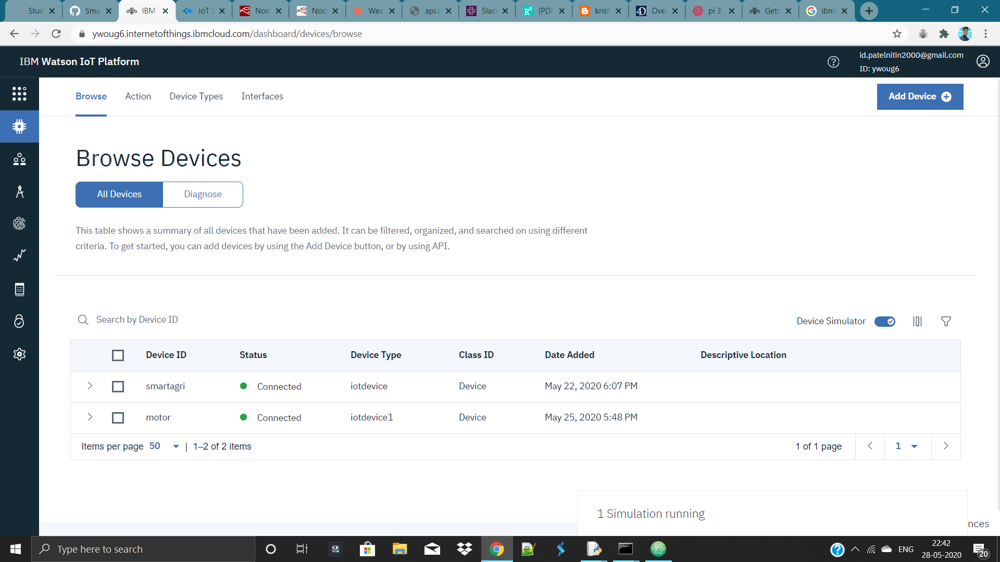 Stud
Sma
IBM
IoT S
Nod
Nod
Wea
api.c
Slac
(PDF
krish
Over
pi 3
Gett
ibm
ywoug6.internetofthings.ibmcloud.com/dashboard/devices/browse
IBM Watson IoT Platform
id.patelnitin2000@gmail.com
ID: ywoug6
Browse Action Device Types Interfaces
Add Device
Browse Devices
All Devices Diagnose
This table shows a summary of all devices that have been added. It can be filtered, organized, and searched on using different
criteria. To get started, you can add devices by using the Add Device button, or by using API.
Search by Device ID
Device Simulator
Device ID Status Device Type Class ID Date Added Descriptive Location
smartagri Connected iotdevice Device May 22, 2020 6:07 PM
motor Connected iotdevice1 Device May 25, 2020 5:48 PM
Items per page 50 | 1–2 of 2 items
1 of 1 page 1
1 Simulation running
nces
Type here to search
ENG
22:42
28-05-2020
20